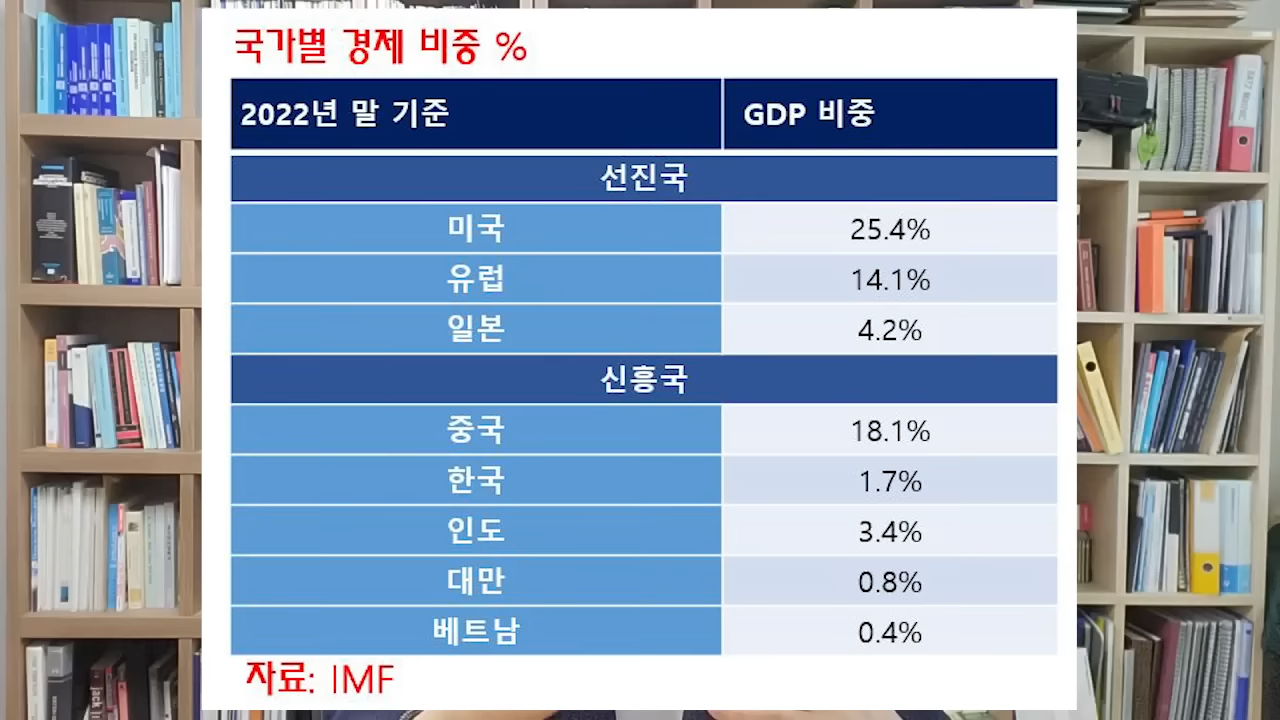 국가별 경제 비중 %
2022년 말 기준 GDP 비중
선진국
미국 25.4%
유럽 14.1%
일본 4.2%
신흥국
중국 18.1%
한국 1.7%
인도 3.4%
대만 0.8%
베트남 0.4%
자료: IMF